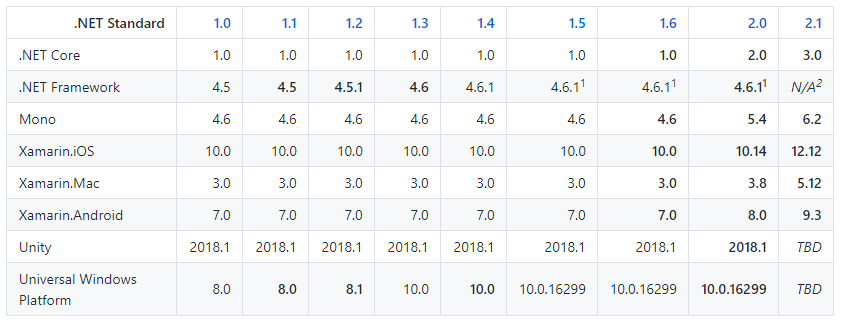 .NET Standard 1.0 1.1 1.2 1.3 1.4 1.5 1.6 2.0 2.1
.NET Core 1.0 1.0 1.0 1.0 1.0 1.0 1.0 2.0 3.0
.NET Framework 4.5 4.5 4.5.1 4.6 4.6.1 4.6.1¹ 4.6.1¹ 4.6.1¹ N/A²
Mono 4.6 4.6 4.6 4.6 4.6 4.6 4.6 5.4 6.2
Xamarin.iOS 10.0 10.0 10.0 10.0 10.0 10.0 10.0 10.14 12.12
Xamarin.Mac 3.0 3.0 3.0 3.0 3.0 3.0 3.0 3.8 5.12
Xamarin.Android 7.0 7.0 7.0 7.0 7.0 7.0 7.0 8.0 9.3
Unity 2018.1 2018.1 2018.1 2018.1 2018.1 2018.1 2018.1 2018.1 TBD
Universal Windows
Platform 8.0 8.0 8.1 10.0 10.0 10.0.16299 10.0.16299 10.0.16299 TBD